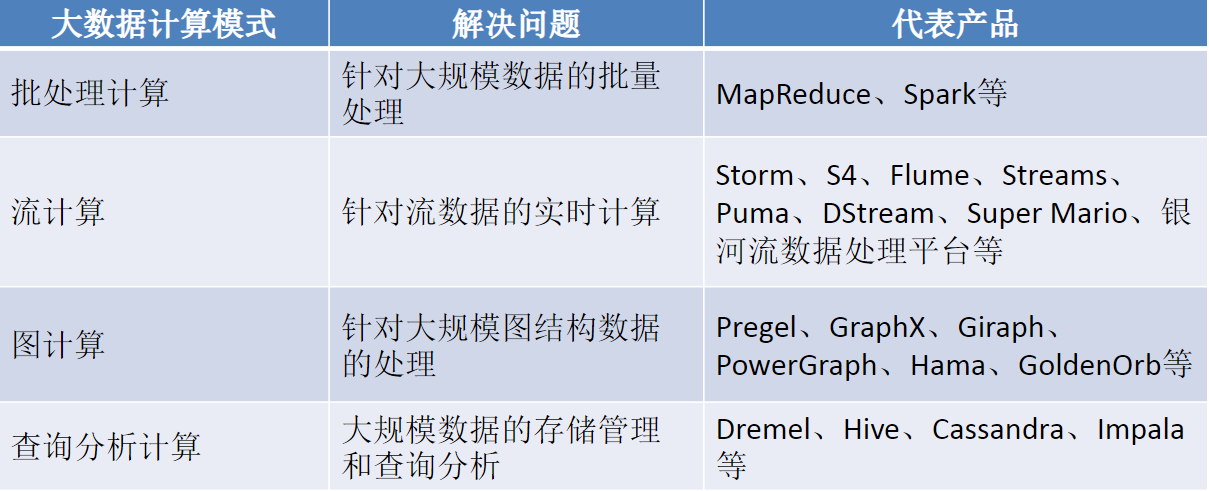 大数据计算模式
解决问题
代表产品
批处理计算
针对大规模数据的批量
处理
MapReduce、Spark等
流计算
针对流数据的实时计算
Storm、S4、Flume、Streams、
Puma、DStream、Super Mario、银
河流数据处理平台等
图计算
针对大规模图结构数据
的处理
Pregel、GraphX、Giraph、
PowerGraph、Hama、GoldenOrb等
查询分析计算
大规模数据的存储管理
和查询分析
Dremel、Hive、Cassandra、Impala
等